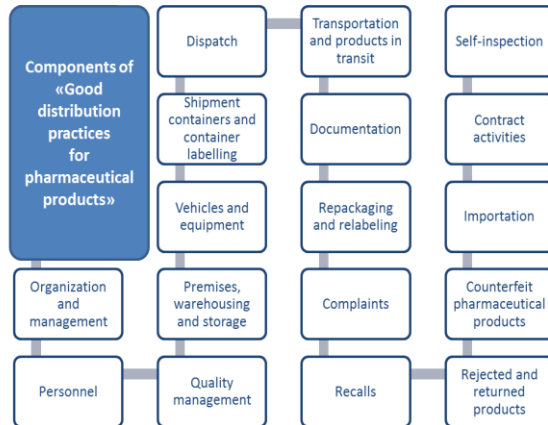 Components of
«Good
distribution
practices
for
pharmaceutical
products»
Organization
and
management
Personnel
Quality
management
Premises,
warehousing
and storage
Vehicles and
equipment
Shipment
containers and
container
labelling
Dispatch
Transportation
and products in
transit
Documentation
Repackaging
and relabeling
Complaints
Recalls
Rejected and
returned
products
Counterfeit
pharmaceutical
products
Importation
Contract
activities
Self-inspection